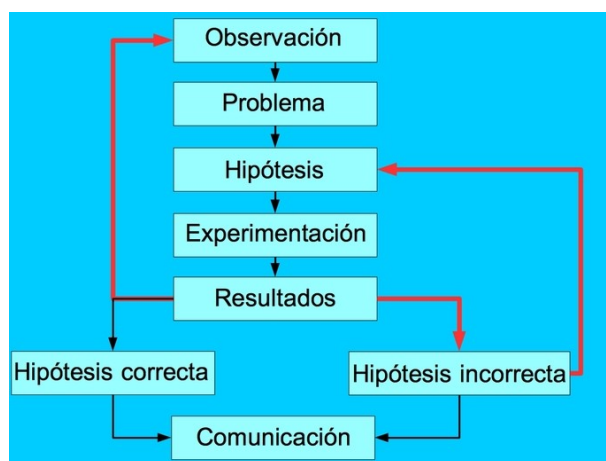 Observación
Problema
Hipótesis
Experimentación
Resultados
Hipótesis correcta
Hipótesis incorrecta
Comunicación